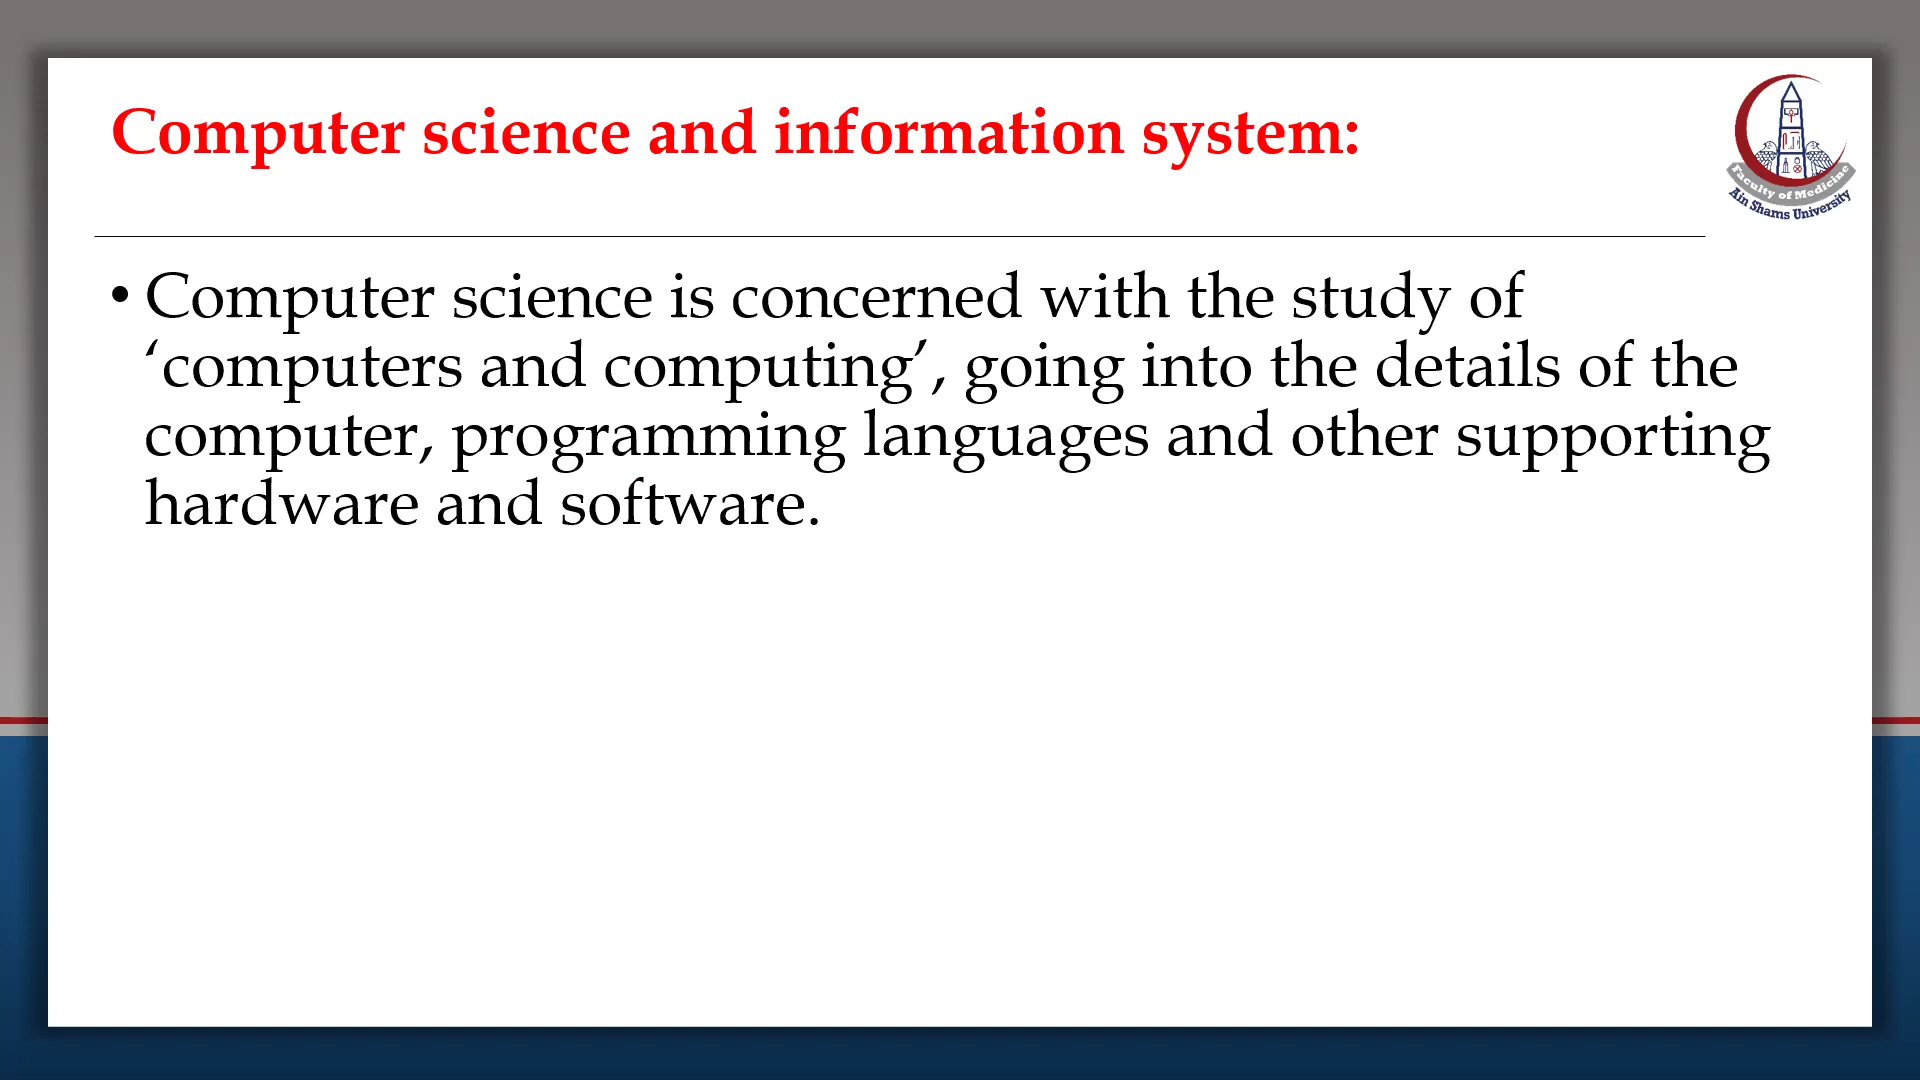 Computer science and information system:
Faculty of Medicine
Ain Shams University
• Computer science is concerned with the study of
‘computers and computing’, going into the details of the
computer, programming languages and other supporting
hardware and software.